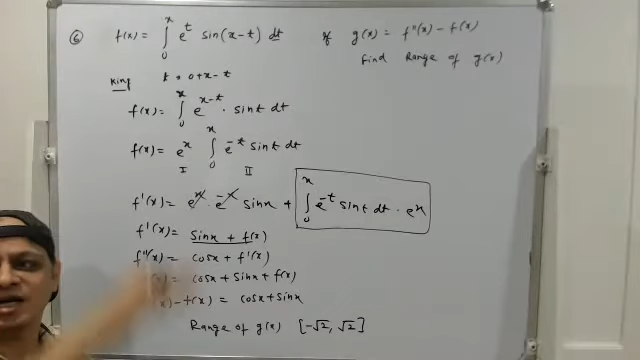 ⑥ f(x) = ∫₀ˣ eᵗ sin(x-t) dt If g(x) = f''(x) - f(x)
Find Range of g(x)
King t → 0+x-t
f(x) = ∫₀ˣ eˣ⁻ᵗ · sint dt
f(x) = eˣ ∫₀ˣ e⁻ᵗ sint dt
I II
f'(x) = eˣ · e⁻ˣ sinx + ∫₀ˣ e⁻ᵗ sint dt · eˣ
f'(x) = sinx + f(x)
f''(x) = cosx + f'(x)
(x) = cosx + sinx + f(x)
(x) - f(x) = cosx + sinx
Range of g(x) [-√2, √2]